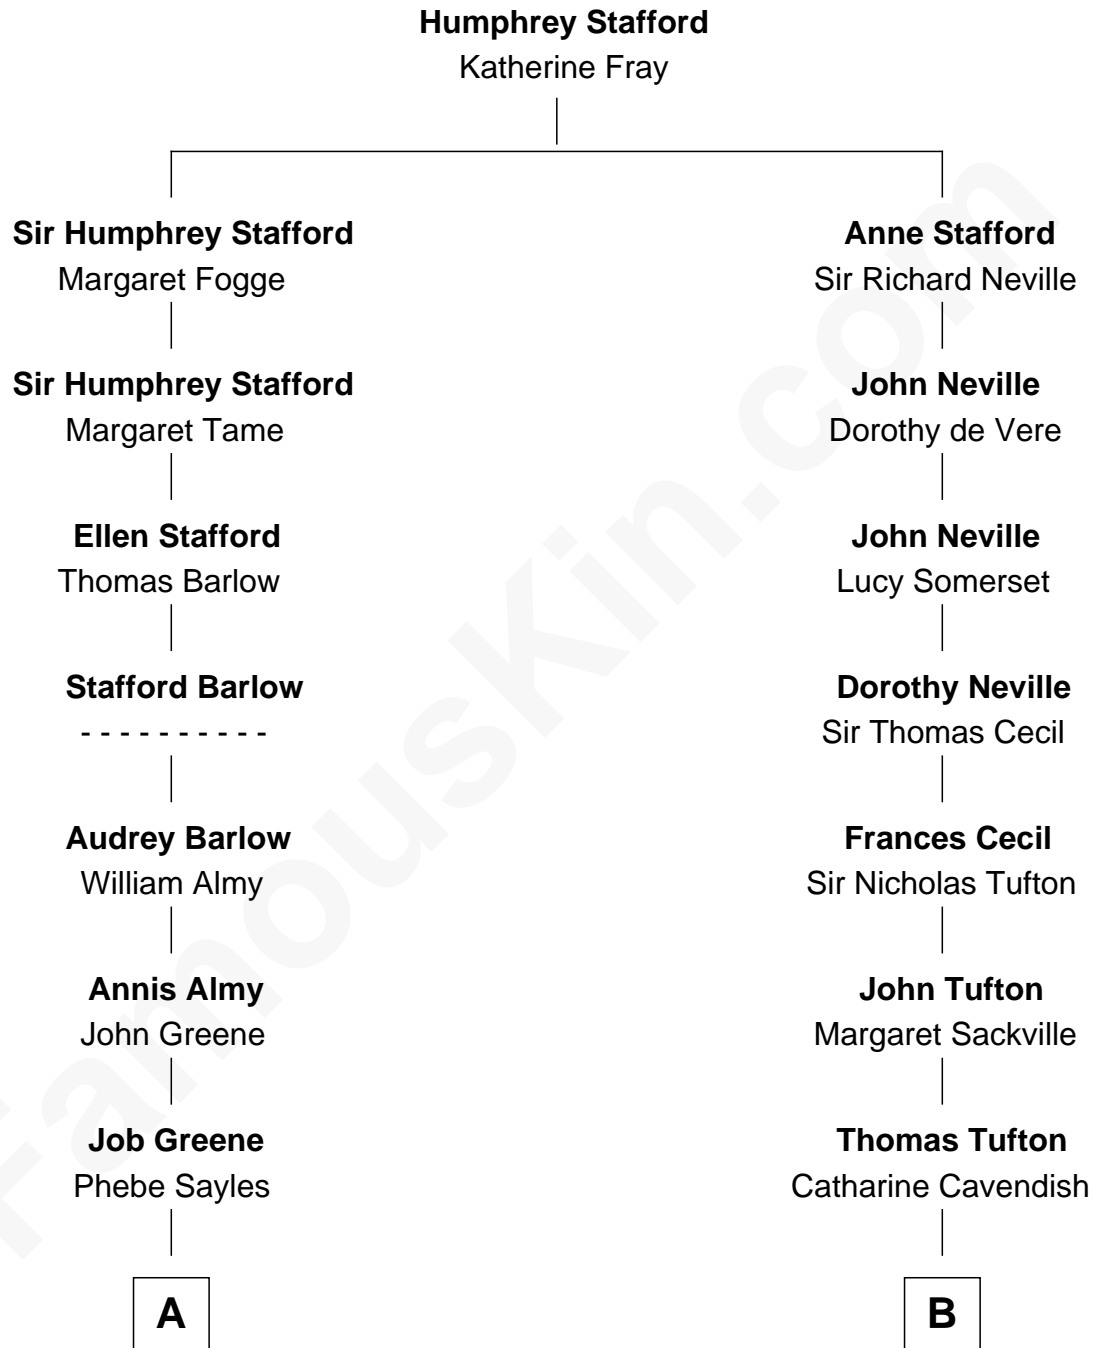 Humphrey Stafford
Katherine Fray
Sir Humphrey Stafford
Margaret Fogge
Anne Stafford
Sir Richard Neville
Sir Humphrey Stafford
Margaret Tame
John Neville
Dorothy de Vere
Ellen Stafford
Thomas Barlow
John Neville
Lucy Somerset
Stafford Barlow
- - - - - - - - - -
Dorothy Neville
Sir Thomas Cecil
Audrey Barlow
William Almy
Frances Cecil
Sir Nicholas Tufton
Annis Almy
John Greene
John Tufton
Margaret Sackville
Job Greene
Phebe Sayles
Thomas Tufton
Catharine Cavendish
A
B
FamousKin.com